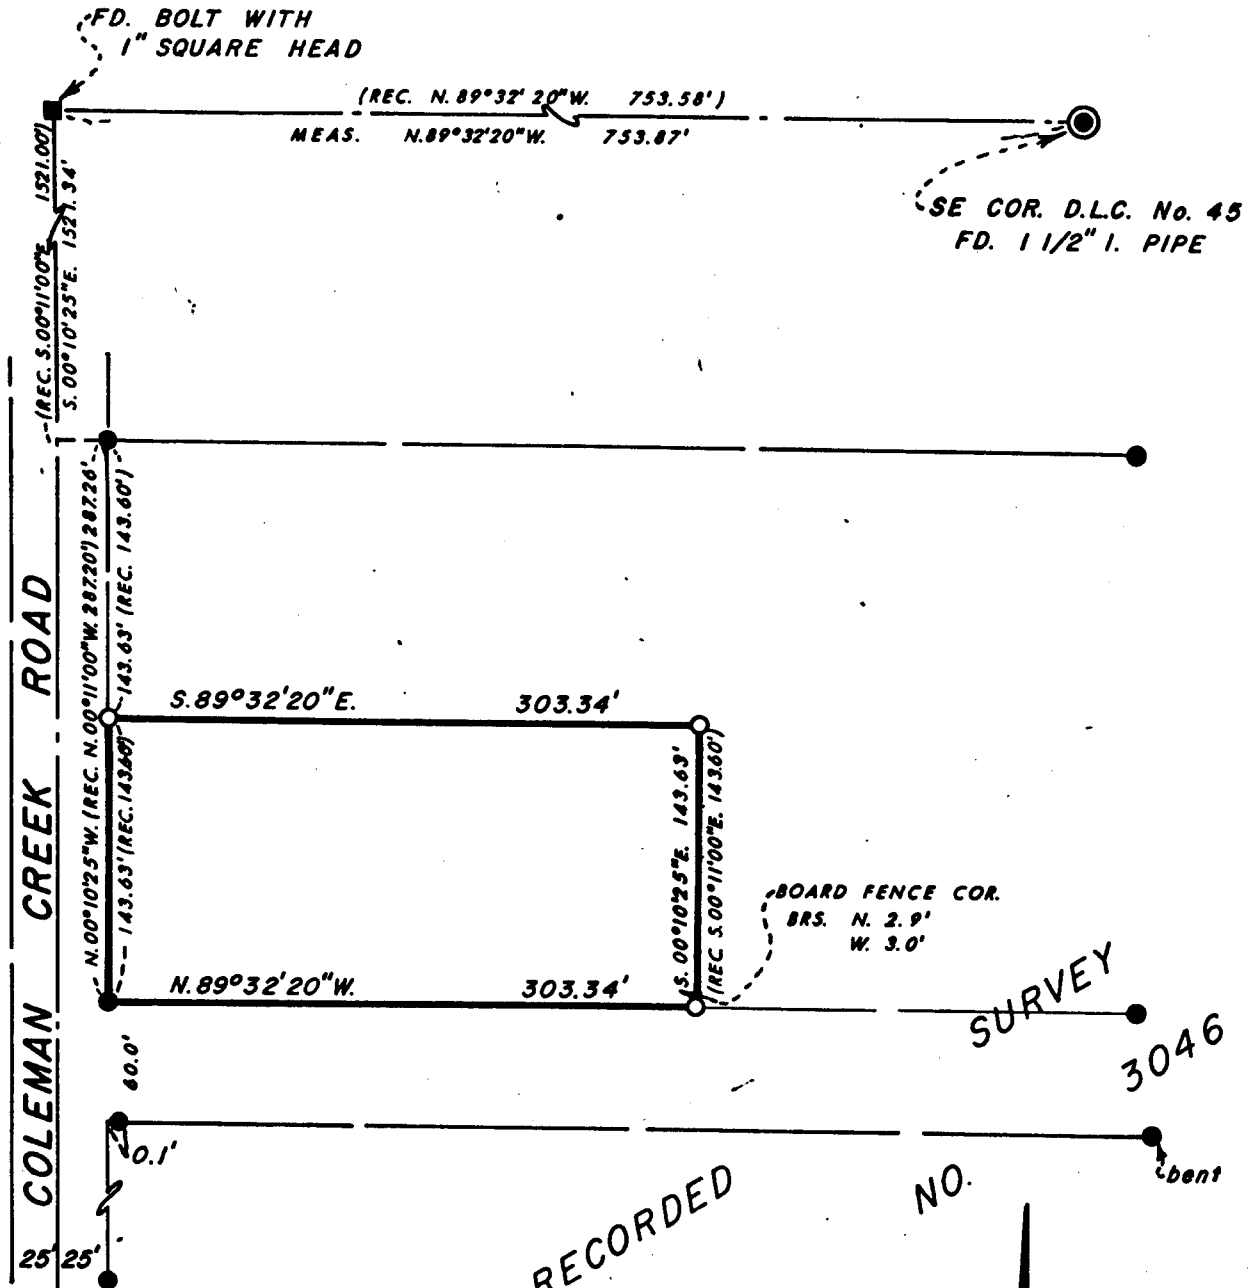 FD. BOLT WITH
1" SQUARE HEAD
(REC. N.89°32'20"W. 753.58')
MEAS. N.89°32'20"W. 753.87'
SE COR. D.L.C. No. 45
FD. 1 1/2" I. PIPE
(REC. S.00°11'00"E 1521.00')
S.00°10'25"E. 1521.34'
N.00°10'25"W. (REC. N.00°11'00"W. 287.20') 287.26'
143.63' (REC. 143.60')
143.63' (REC. 143.60')
S.89°32'20"E. 303.34'
S.00°10'25"E. 143.63'
(REC. S.00°11'00"E. 143.60')
BOARD FENCE COR.
BRS. N. 2.9'
W. 3.0'
N.89°32'20"W. 303.34'
COLEMAN CREEK ROAD
60.0'
0.1'
25' 25'
RECORDED SURVEY
NO. 3046
bent